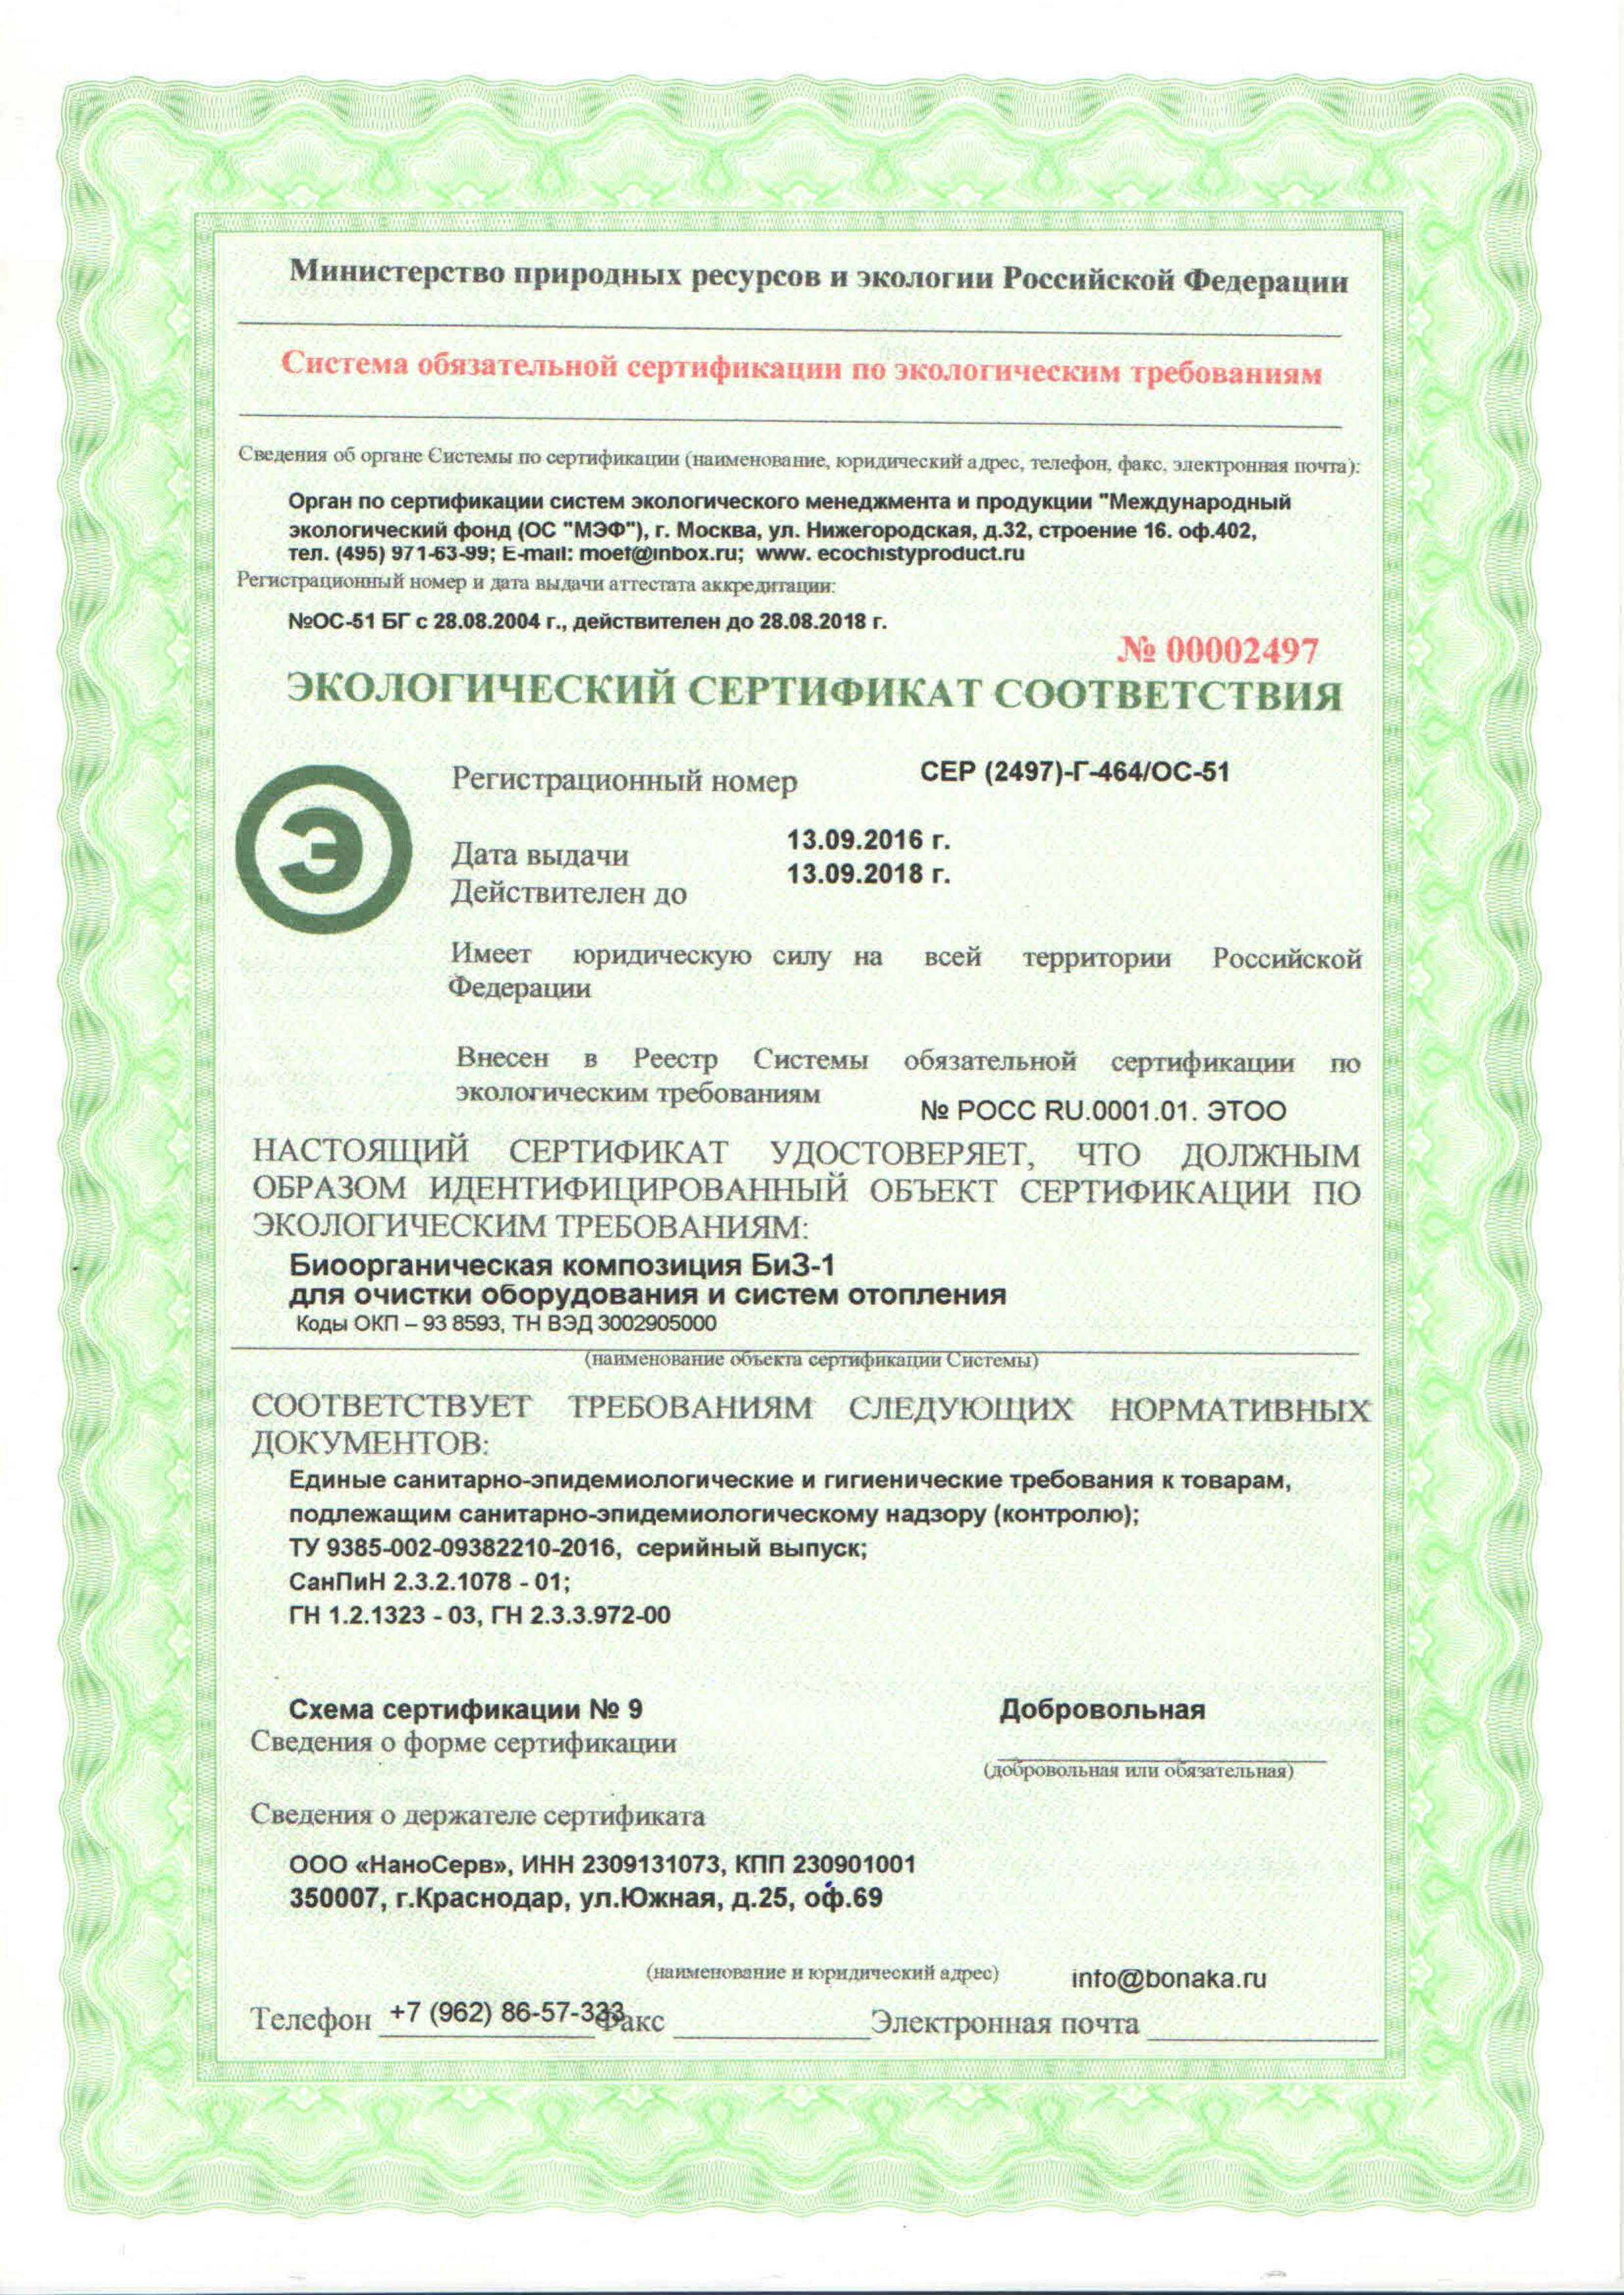 Министерство природных ресурсов и экологии Российской Федерации
Система обязательной сертификации по экологическим требованиям
Сведения об органе Системы по сертификации (наименование, юридический адрес, телефон, факс, электронная почта):
Орган по сертификации систем экологического менеджмента и продукции "Международный
экологический фонд (ОС "МЭФ"), г. Москва, ул. Нижегородская, д.32, строение 16. оф.402,
тел. (495) 971-63-99; E-mail: moef@inbox.ru; www. ecochistyproduct.ru
Регистрационный номер и дата выдачи аттестата аккредитации:
№ОС-51 БГ с 28.08.2004 г., действителен до 28.08.2018 г.
№ 00002497
ЭКОЛОГИЧЕСКИЙ СЕРТИФИКАТ СООТВЕТСТВИЯ
Э
Регистрационный номер СЕР (2497)-Г-464/ОС-51
Дата выдачи 13.09.2016 г.
Действителен до 13.09.2018 г.
Имеет юридическую силу на всей территории Российской
Федерации
Внесен в Реестр Системы обязательной сертификации по
экологическим требованиям
№ РОСС RU.0001.01. ЭТОО
НАСТОЯЩИЙ СЕРТИФИКАТ УДОСТОВЕРЯЕТ, ЧТО ДОЛЖНЫМ
ОБРАЗОМ ИДЕНТИФИЦИРОВАННЫЙ ОБЪЕКТ СЕРТИФИКАЦИИ ПО
ЭКОЛОГИЧЕСКИМ ТРЕБОВАНИЯМ:
Биоорганическая композиция БиЗ-1
для очистки оборудования и систем отопления
Коды ОКП – 93 8593, ТН ВЭД 3002905000
(наименование объекта сертификации Системы)
СООТВЕТСТВУЕТ ТРЕБОВАНИЯМ СЛЕДУЮЩИХ НОРМАТИВНЫХ
ДОКУМЕНТОВ:
Единые санитарно-эпидемиологические и гигиенические требования к товарам,
подлежащим санитарно-эпидемиологическому надзору (контролю);
ТУ 9385-002-09382210-2016, серийный выпуск;
СанПиН 2.3.2.1078 - 01;
ГН 1.2.1323 - 03, ГН 2.3.3.972-00
Схема сертификации № 9 Добровольная
Сведения о форме сертификации
(добровольная или обязательная)
Сведения о держателе сертификата
ООО «НаноСерв», ИНН 2309131073, КПП 230901001
350007, г.Краснодар, ул.Южная, д.25, оф.69
(наименование и юридический адрес) info@bonaka.ru
Телефон +7 (962) 86-57-333 Факс Электронная почта